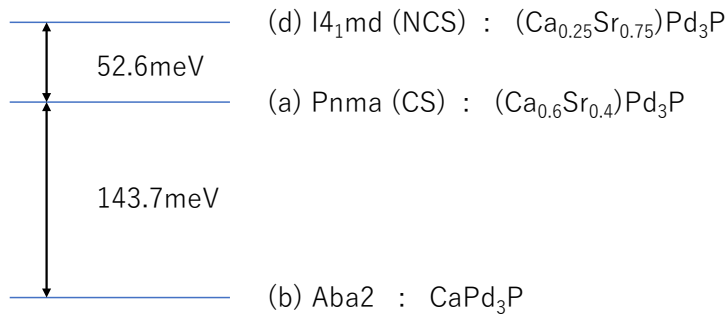 (d) I4₁md (NCS) : (Ca₀.₂₅Sr₀.₇₅)Pd₃P
52.6meV
(a) Pnma (CS) : (Ca₀.₆Sr₀.₄)Pd₃P
143.7meV
(b) Aba2 : CaPd₃P